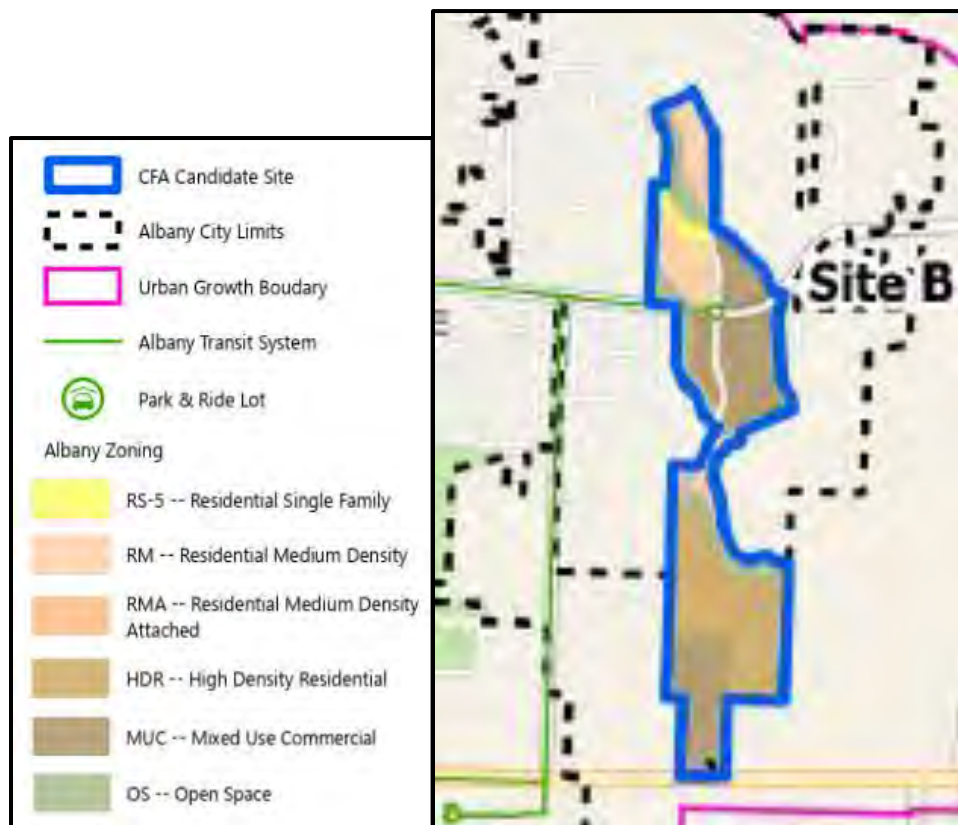 CFA Candidate Site
Albany City Limits
Urban Growth Boudary
Albany Transit System
Park & Ride Lot
Albany Zoning
RS-5 -- Residential Single Family
RM -- Residential Medium Density
RMA -- Residential Medium Density
Attached
HDR -- High Density Residential
MUC -- Mixed Use Commercial
OS -- Open Space
Site B